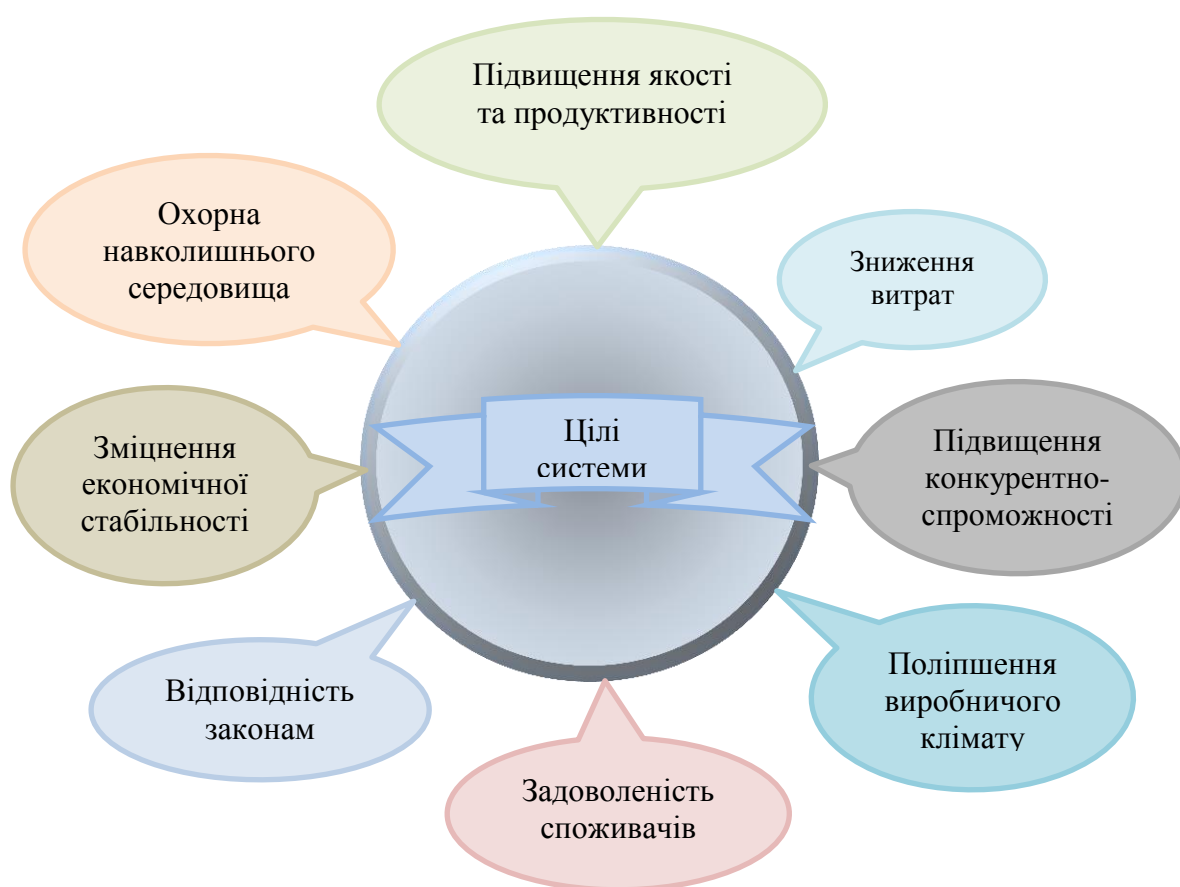 Підвищення якості
та продуктивності
Охорна
навколишнього
середовища
Зниження
витрат
Цілі
системи
Зміцнення
економічної
стабільності
Підвищення
конкурентно-
спроможності
Відповідність
законам
Поліпшення
виробничого
клімату
Задоволеність
споживачів